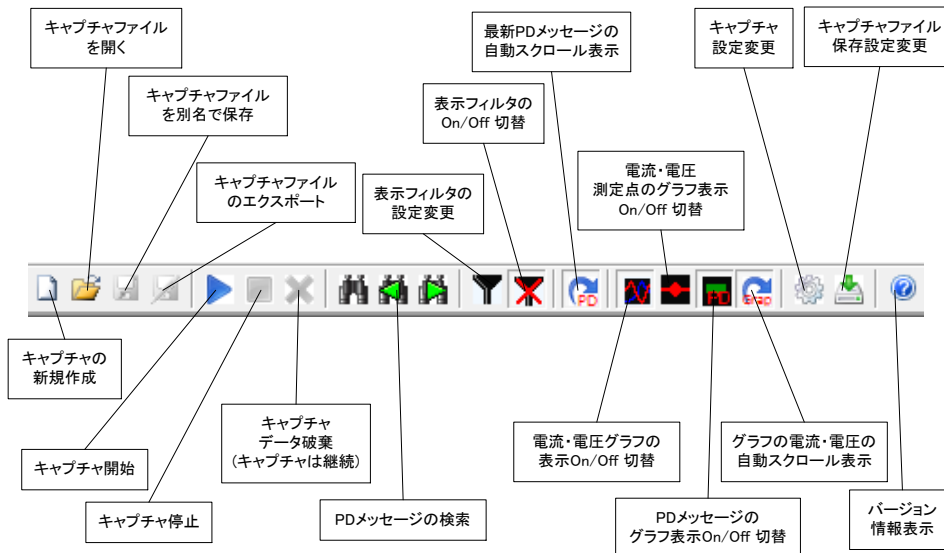 キャプチャファイル
を開く
最新PDメッセージの
自動スクロール表示
キャプチャ
設定変更
キャプチャファイル
保存設定変更
キャプチャファイル
を別名で保存
表示フィルタの
On/Off 切替
電流・電圧
測定点のグラフ表示
On/Off 切替
キャプチャファイル
のエクスポート
表示フィルタの
設定変更
PD
PD
Grap
?
キャプチャの
新規作成
キャプチャ
データ破棄
(キャプチャは継続)
電流・電圧グラフの
表示On/Off 切替
グラフの電流・電圧の
自動スクロール表示
キャプチャ開始
キャプチャ停止
PDメッセージの検索
PDメッセージの
グラフ表示On/Off 切替
バージョン
情報表示